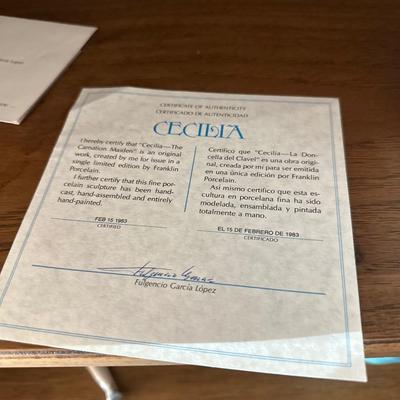 CERTIFICATE OF AUTHENTICITY
CERTIFICADO DE AUTENTICIDAD
CECILIA
I hereby certify that "Cecilia—The
Carnation Maiden" is an original
work, created by me for issue in a
single limited edition by Franklin
Porcelain.
I further certify that this fine por-
celain sculpture has been hand-
cast, hand-assembled and entirely
hand-painted.
FEB 15 1983
CERTIFIED
Certifico que "Cecilia—La Don-
cella del Clavel" es una obra origi-
nal, creada por mí para ser emitida
en una única edición por Franklin
Porcelain.
Así mismo certifico que esta es-
cultura en porcelana fina ha sido
modelada, ensamblada y pintada
totalmente a mano.
EL 15 DE FEBRERO DE 1983
CERTIFICADO
Fulgencio García López